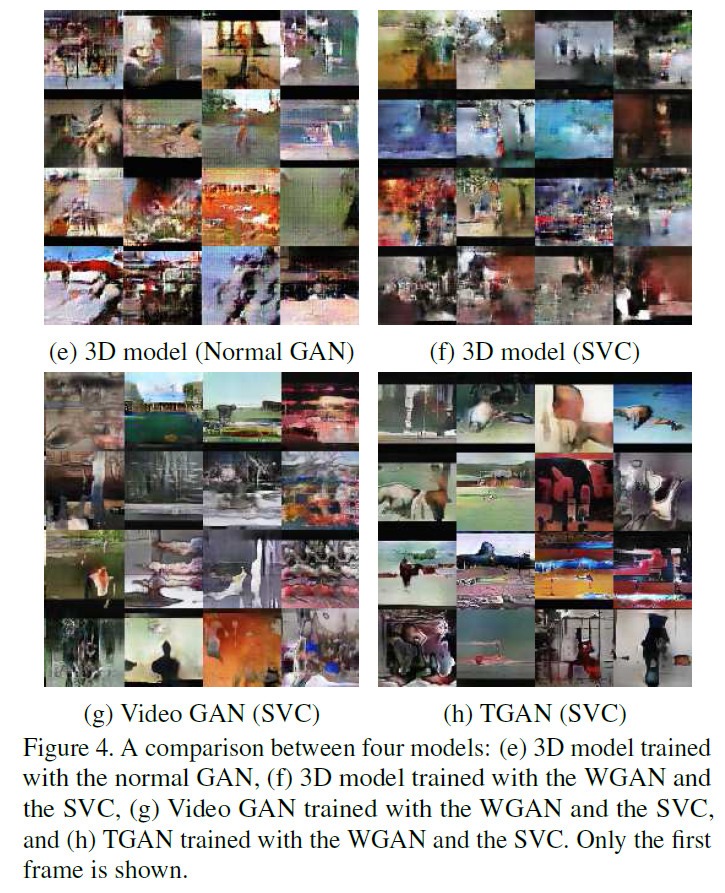 (e) 3D model (Normal GAN)
(f) 3D model (SVC)
(g) Video GAN (SVC)
(h) TGAN (SVC)
Figure 4. A comparison between four models: (e) 3D model trained
with the normal GAN, (f) 3D model trained with the WGAN and
the SVC, (g) Video GAN trained with the WGAN and the SVC,
and (h) TGAN trained with the WGAN and the SVC. Only the first
frame is shown.